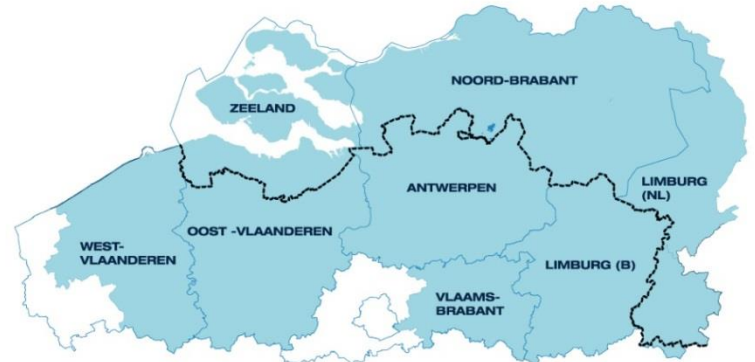 NOORD-BRABANT
ZEELAND
LIMBURG
(NL)
ANTWERPEN
OOST -VLAANDEREN
WEST-
VLAANDEREN
LIMBURG (B)
VLAAMS-
BRABANT